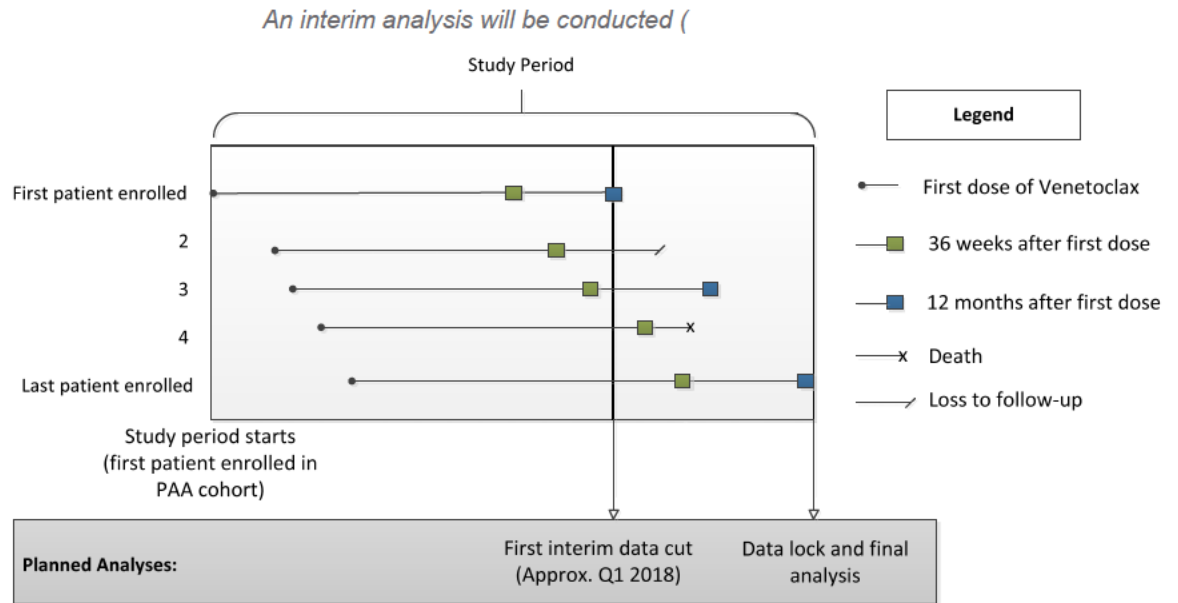 An interim analysis will be conducted (
Study Period
Legend
First patient enrolled
First dose of Venetoclax
2
36 weeks after first dose
3
12 months after first dose
4
Death
Last patient enrolled
Loss to follow-up
Study period starts
(first patient enrolled in
PAA cohort)
Planned Analyses:
First interim data cut
(Approx. Q1 2018)
Data lock and final
analysis